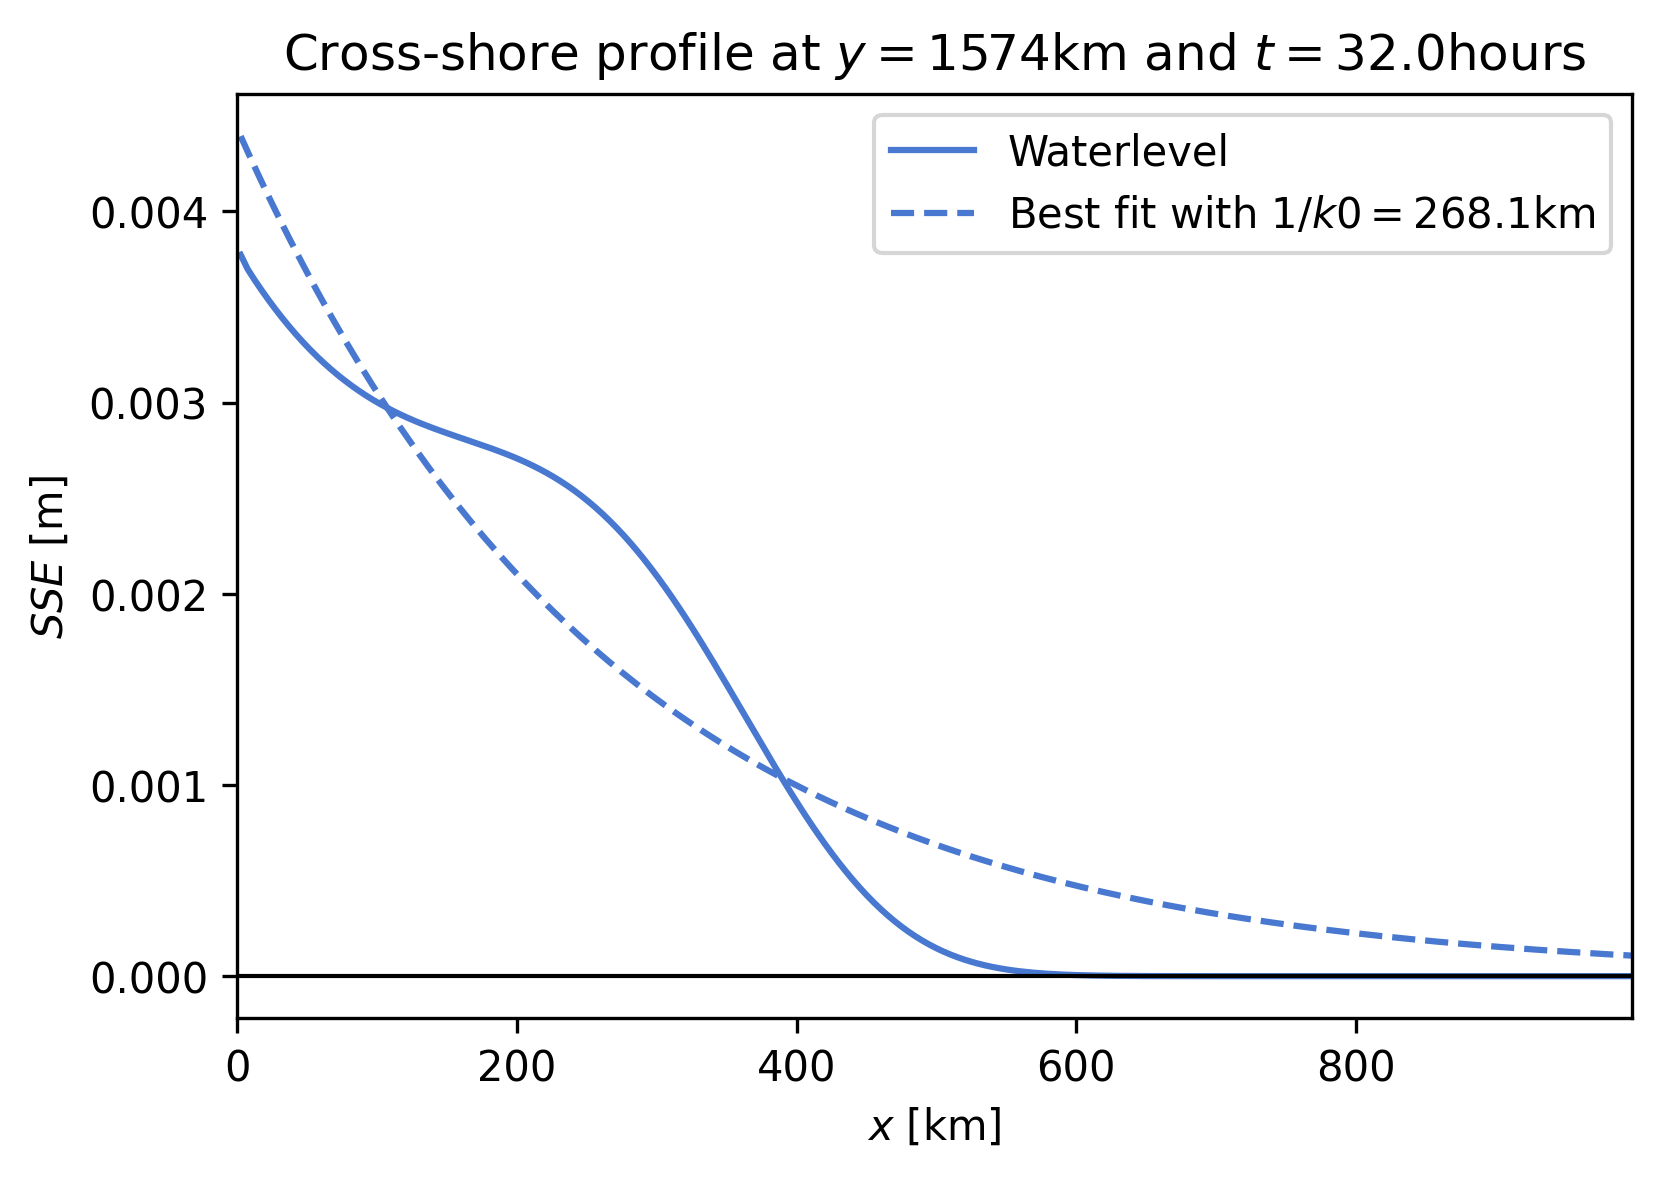 Cross-shore profile at y = 1574km and t = 32.0hours
Waterlevel
Best fit with 1/k0 = 268.1km
SSE [m]
0.004
0.003
0.002
0.001
0.000
0
200
400
600
800
x [km]